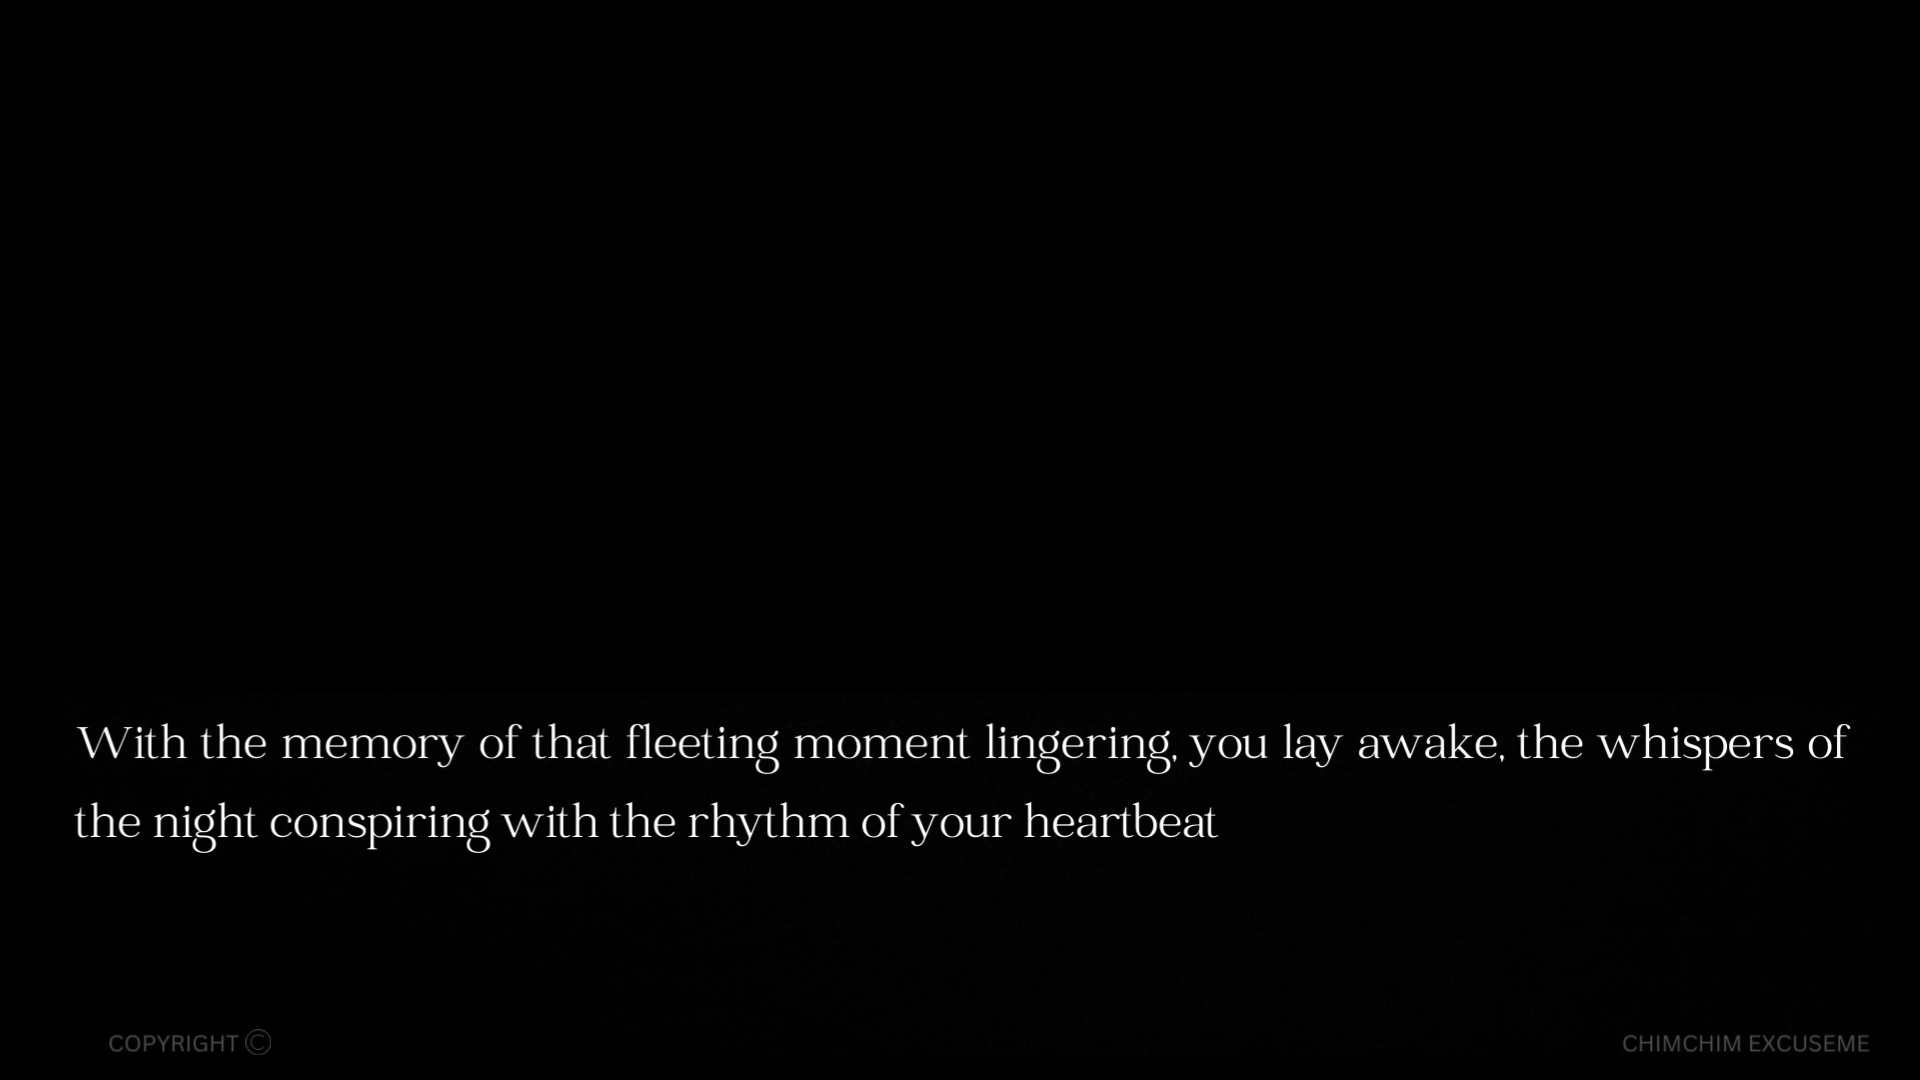 With the memory of that fleeting moment lingering, you lay awake, the whispers of
the night conspiring with the rhythm of your heartbeat
COPYRIGHT ©
CHIMCHIM EXCUSEME